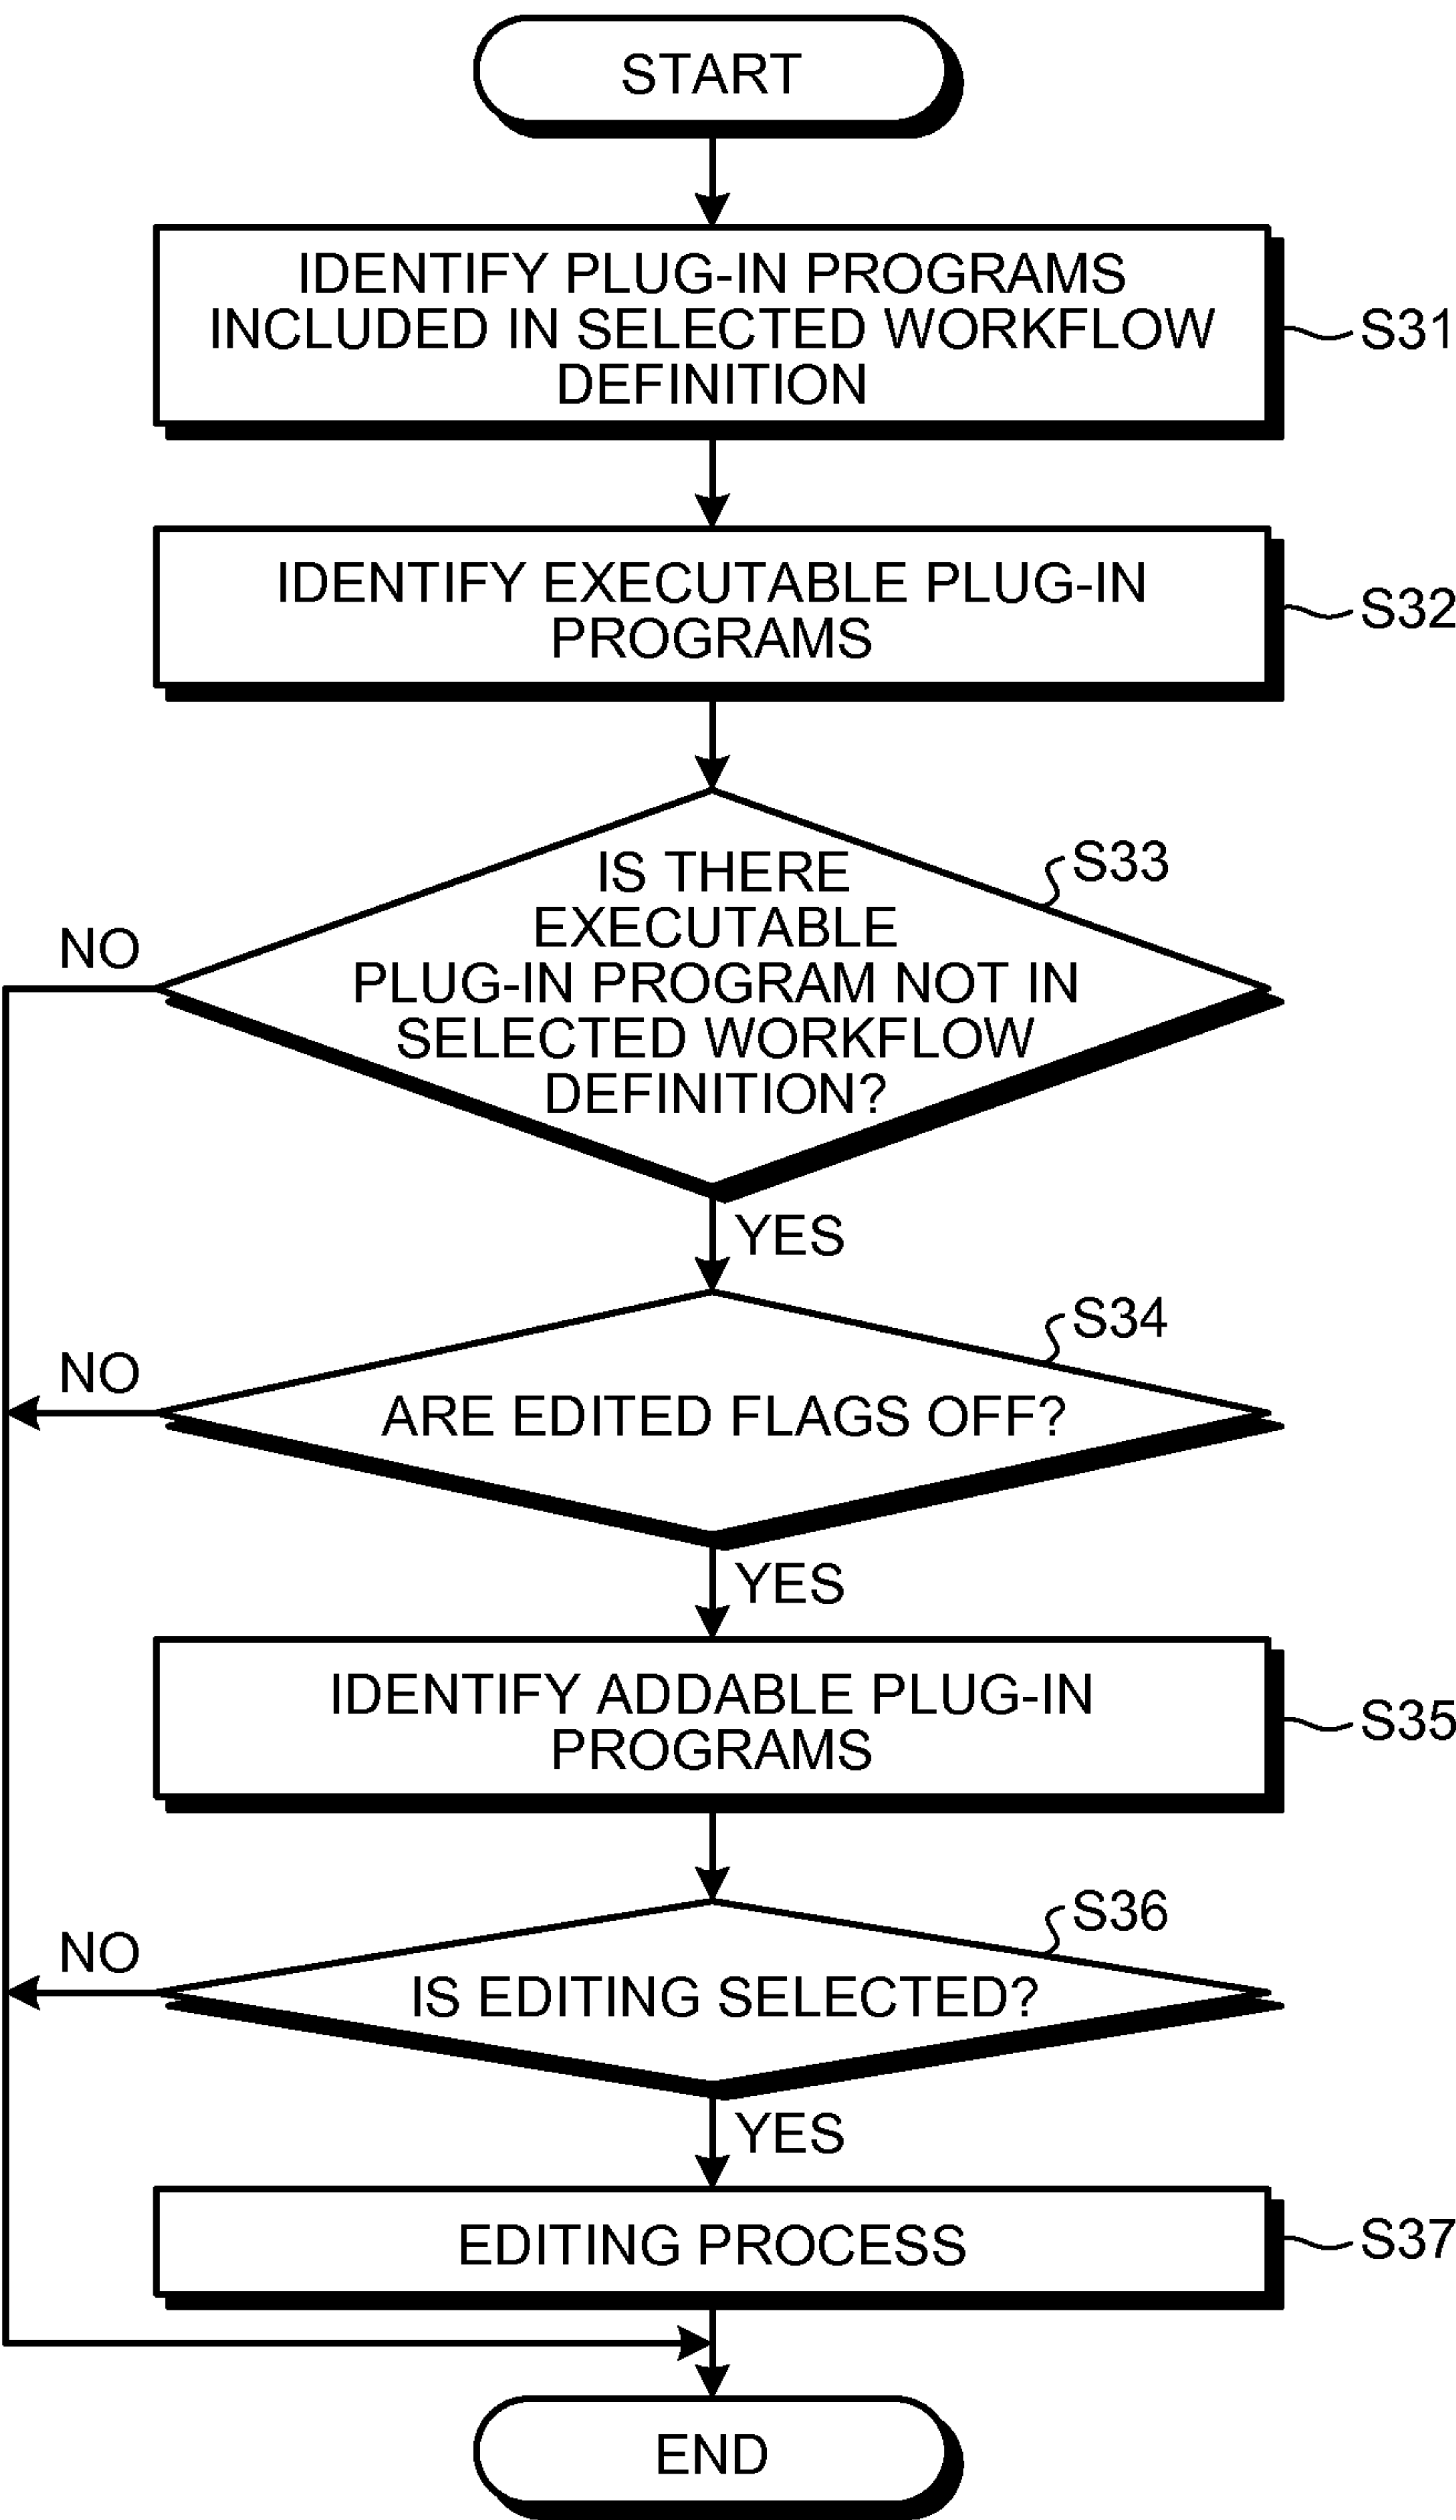 START
IDENTIFY PLUG-IN PROGRAMS
INCLUDED IN SELECTED WORKFLOW
DEFINITION
S31
IDENTIFY EXECUTABLE PLUG-IN
PROGRAMS
S32
IS THERE
EXECUTABLE
PLUG-IN PROGRAM NOT IN
SELECTED WORKFLOW
DEFINITION?
S33
NO
YES
ARE EDITED FLAGS OFF?
S34
NO
YES
IDENTIFY ADDABLE PLUG-IN
PROGRAMS
S35
IS EDITING SELECTED?
S36
NO
YES
EDITING PROCESS
S37
END